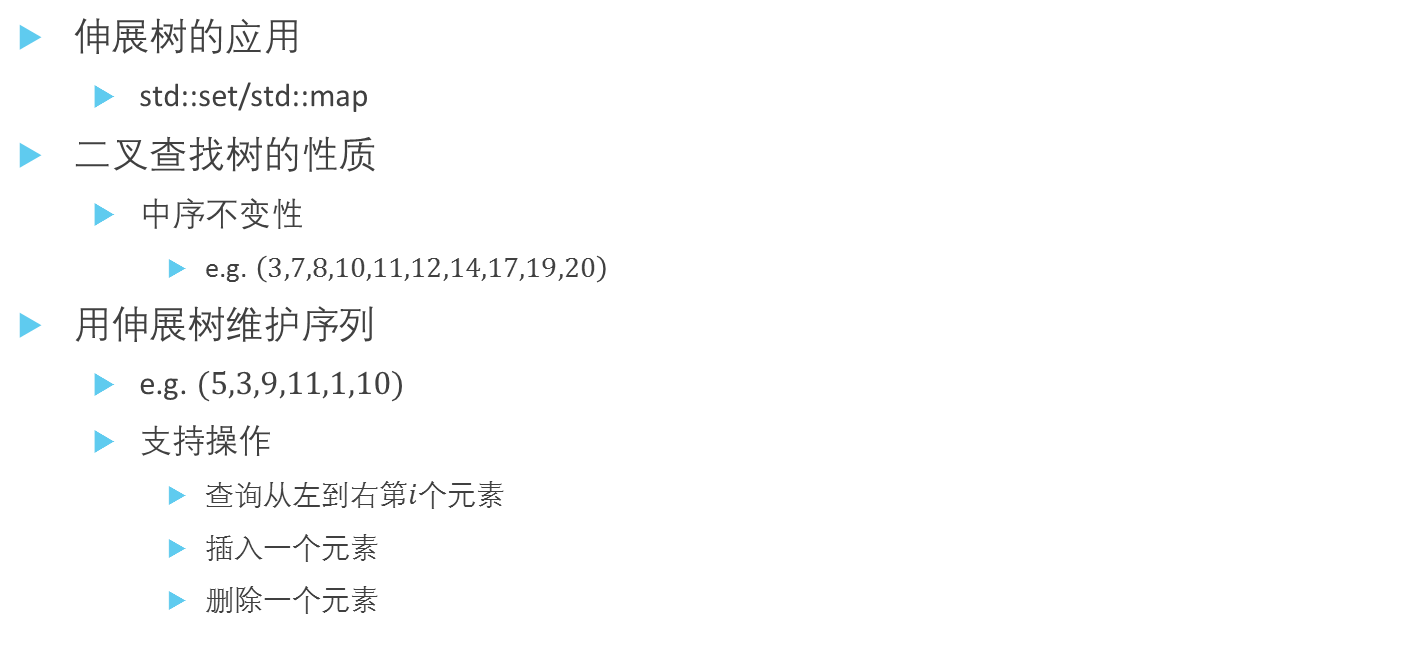 伸展树的应用
std::set/std::map
二叉查找树的性质
中序不变性
e.g. (3,7,8,10,11,12,14,17,19,20)
用伸展树维护序列
e.g. (5,3,9,11,1,10)
支持操作
查询从左到右第i个元素
插入一个元素
删除一个元素